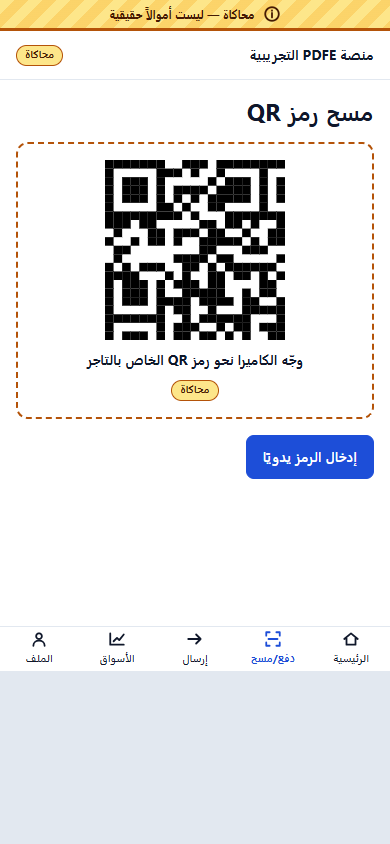 محاكاة — ليست أموالاً حقيقية
منصة PDFE التجريبية
محاكاة
مسح رمز QR
وجّه الكاميرا نحو رمز QR الخاص بالتاجر
محاكاة
إدخال الرمز يدويًا
الرئيسية
دفع/مسح
إرسال
الأسواق
الملف